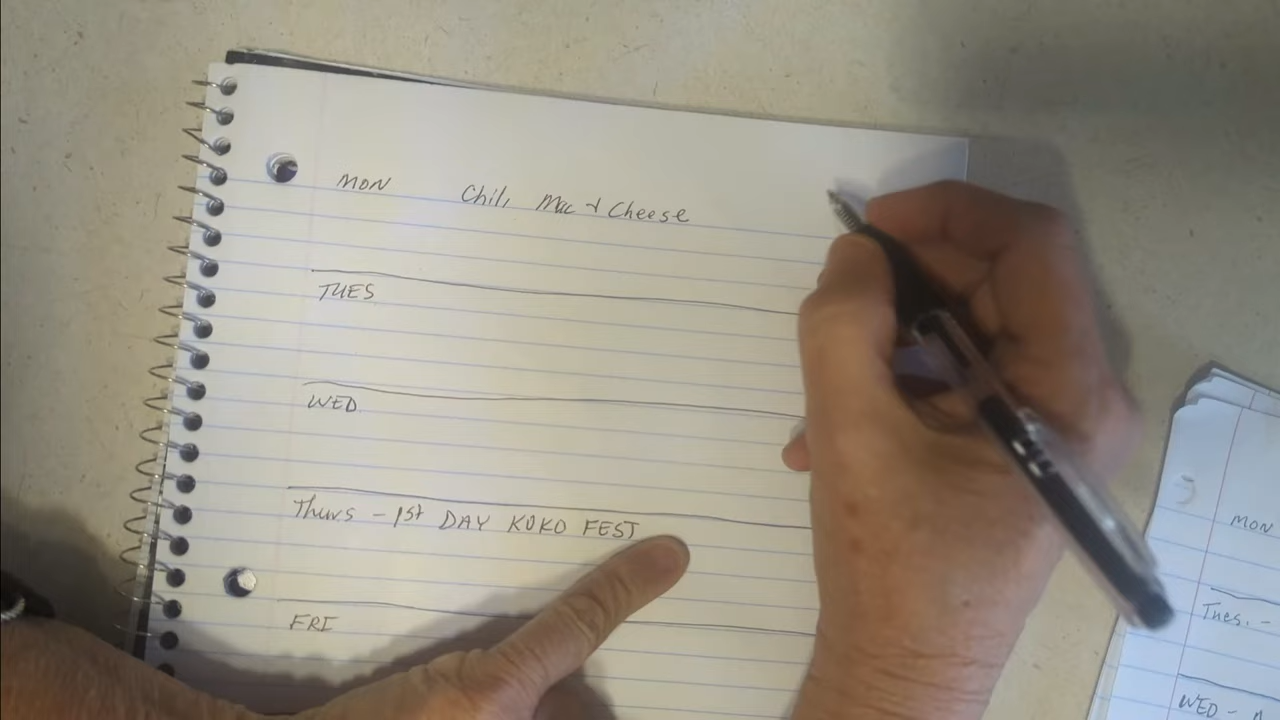 MON Chili Mac + Cheese
TUES
WED
Thurs - 1st DAY KOKO FEST
FRI
MON
Tues. -
WED -